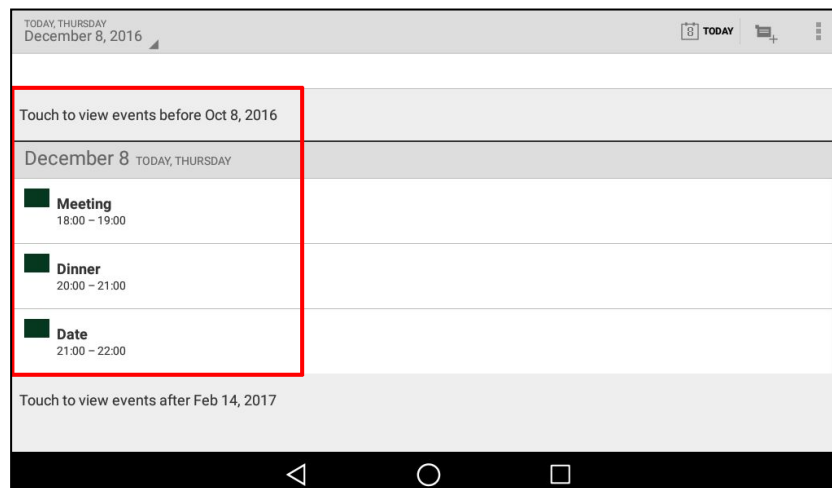 TODAY, THURSDAY
December 8, 2016
8 TODAY
Touch to view events before Oct 8, 2016
December 8 TODAY, THURSDAY
Meeting
18:00 – 19:00
Dinner
20:00 – 21:00
Date
21:00 – 22:00
Touch to view events after Feb 14, 2017